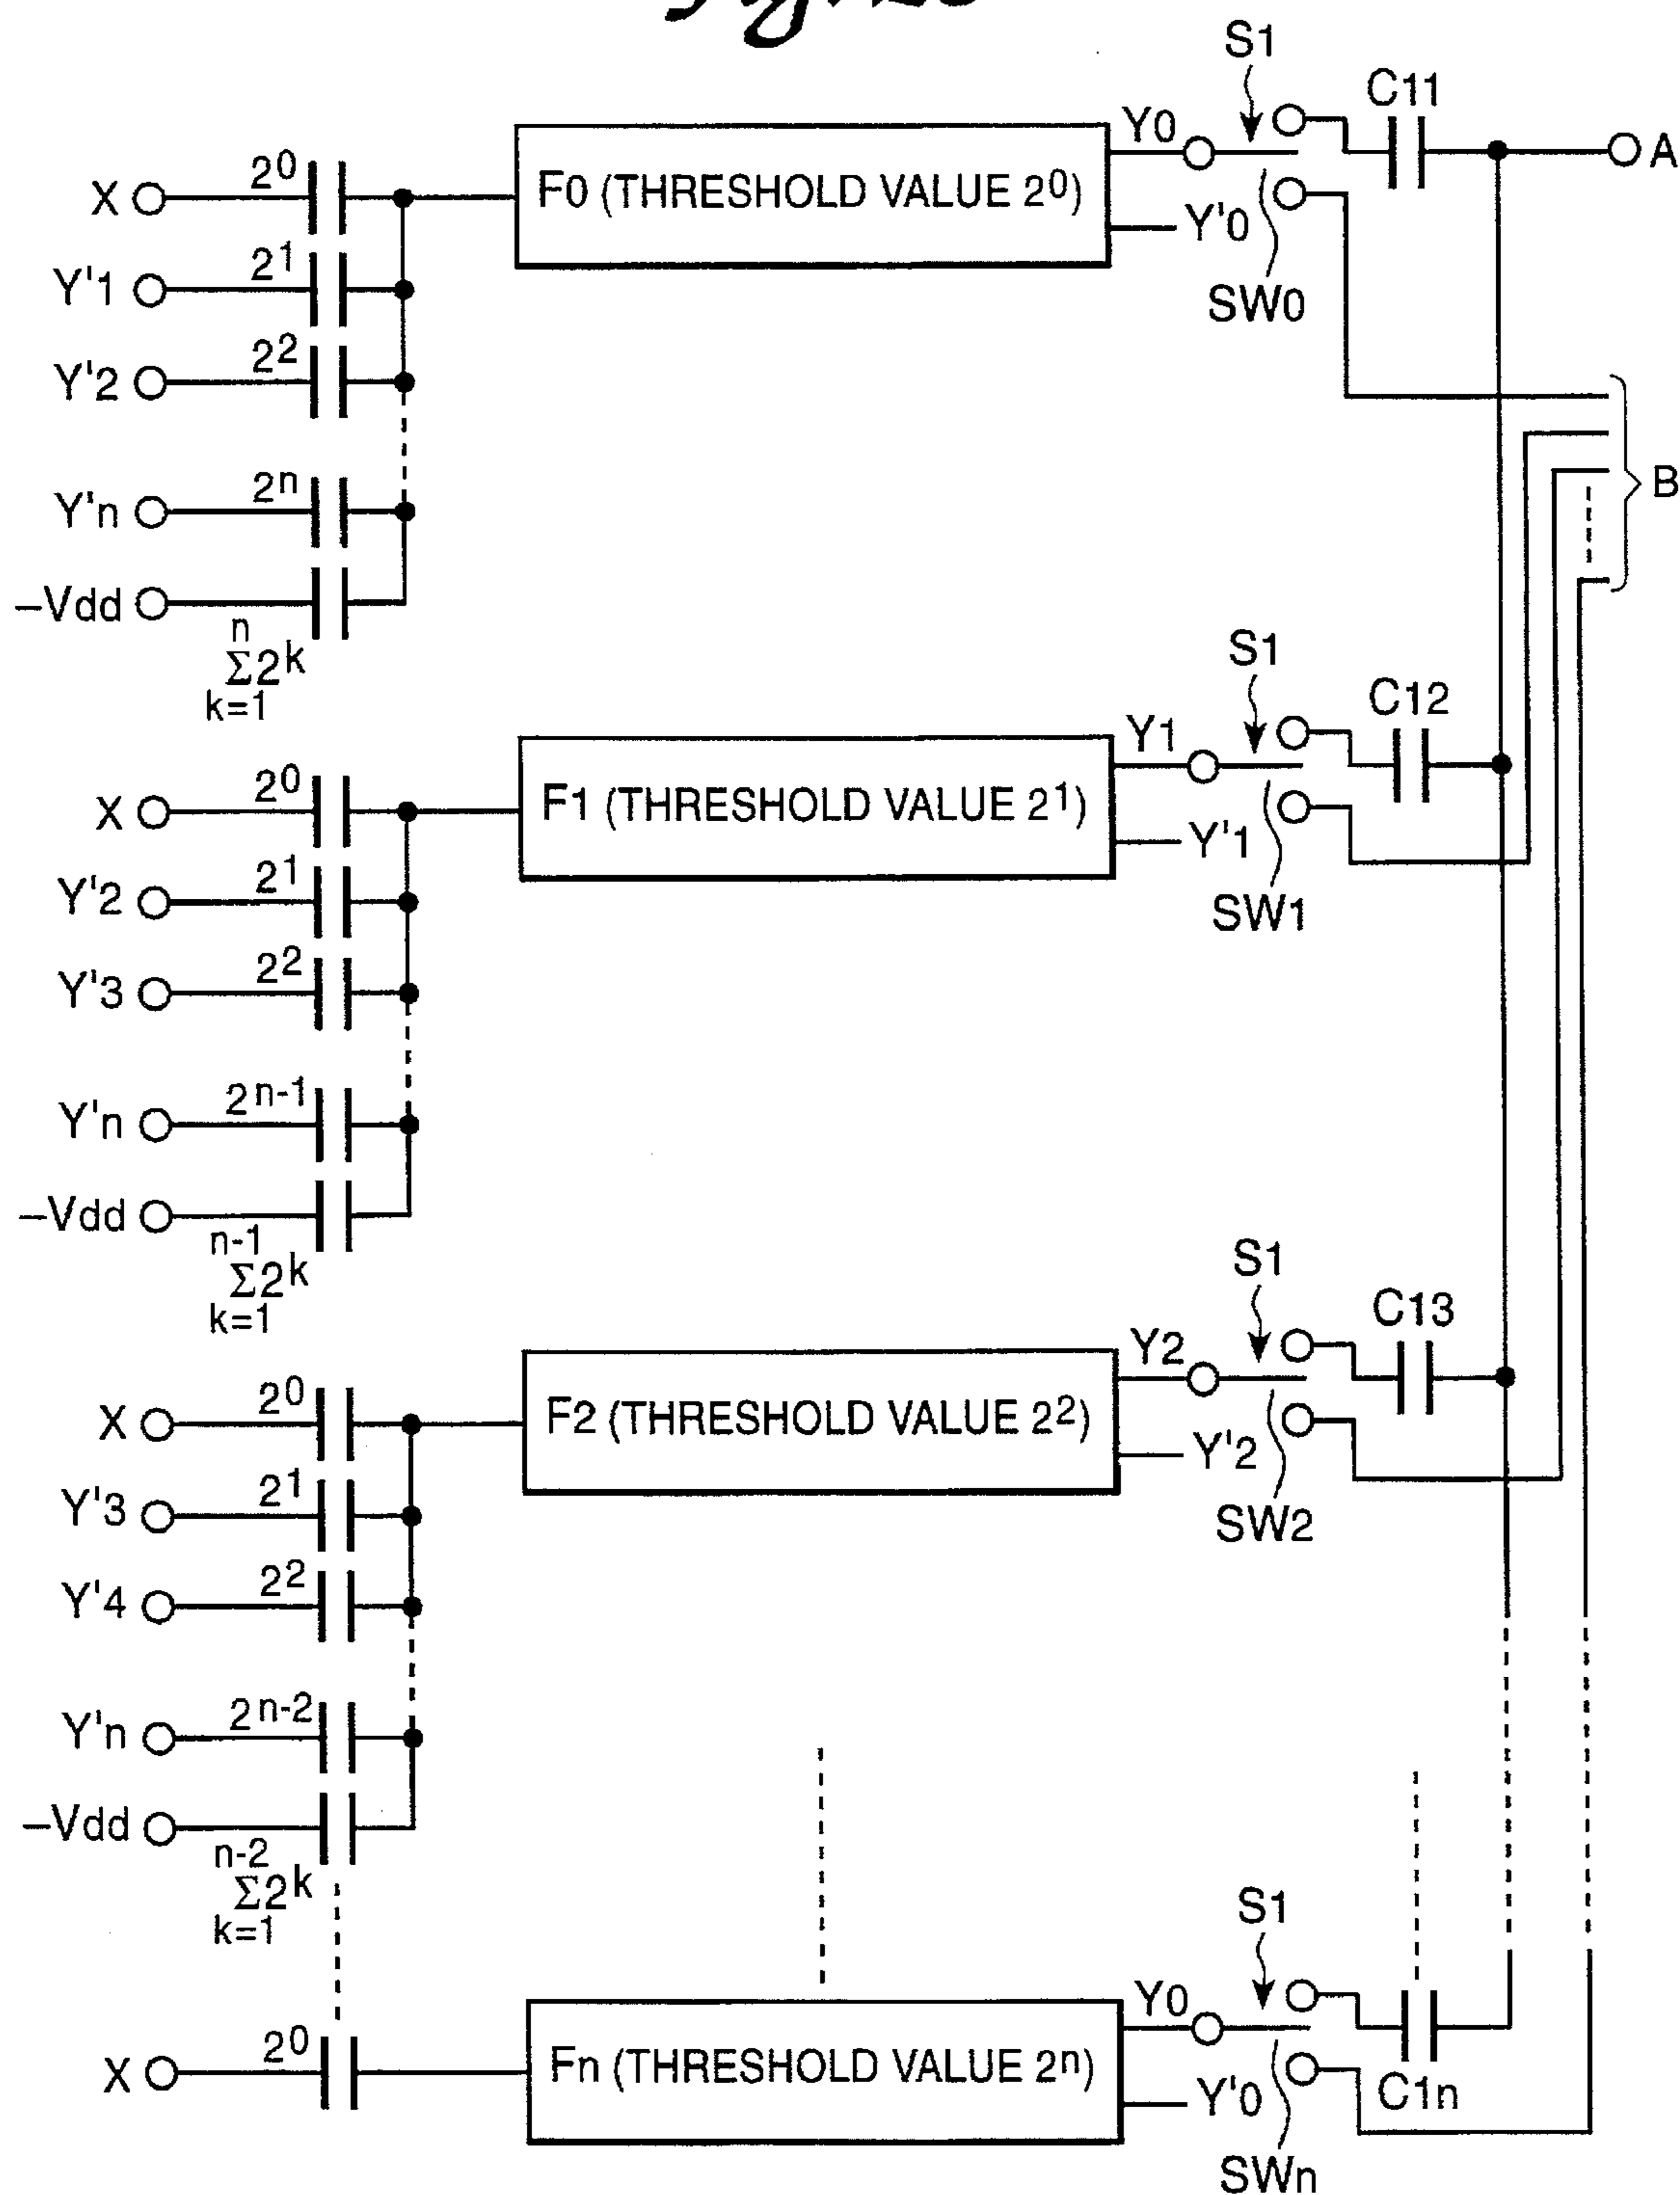 S1
C11
Y0
A
X
2^0
F0 (THRESHOLD VALUE 2^0)
Y'0
Y'1
2^1
SW0
Y'2
2^2
B
Y'n
2^n
–Vdd
n
Σ2^k
k=1
S1
C12
Y1
X
2^0
F1 (THRESHOLD VALUE 2^1)
Y'1
Y'2
2^1
SW1
Y'3
2^2
Y'n
2^n-1
–Vdd
n-1
Σ2^k
k=1
S1
C13
Y2
X
2^0
F2 (THRESHOLD VALUE 2^2)
Y'2
Y'3
2^1
SW2
Y'4
2^2
Y'n
2^n-2
–Vdd
n-2
Σ2^k
k=1
S1
Y0
X
2^0
Fn (THRESHOLD VALUE 2^n)
Y'0
C1n
SWn